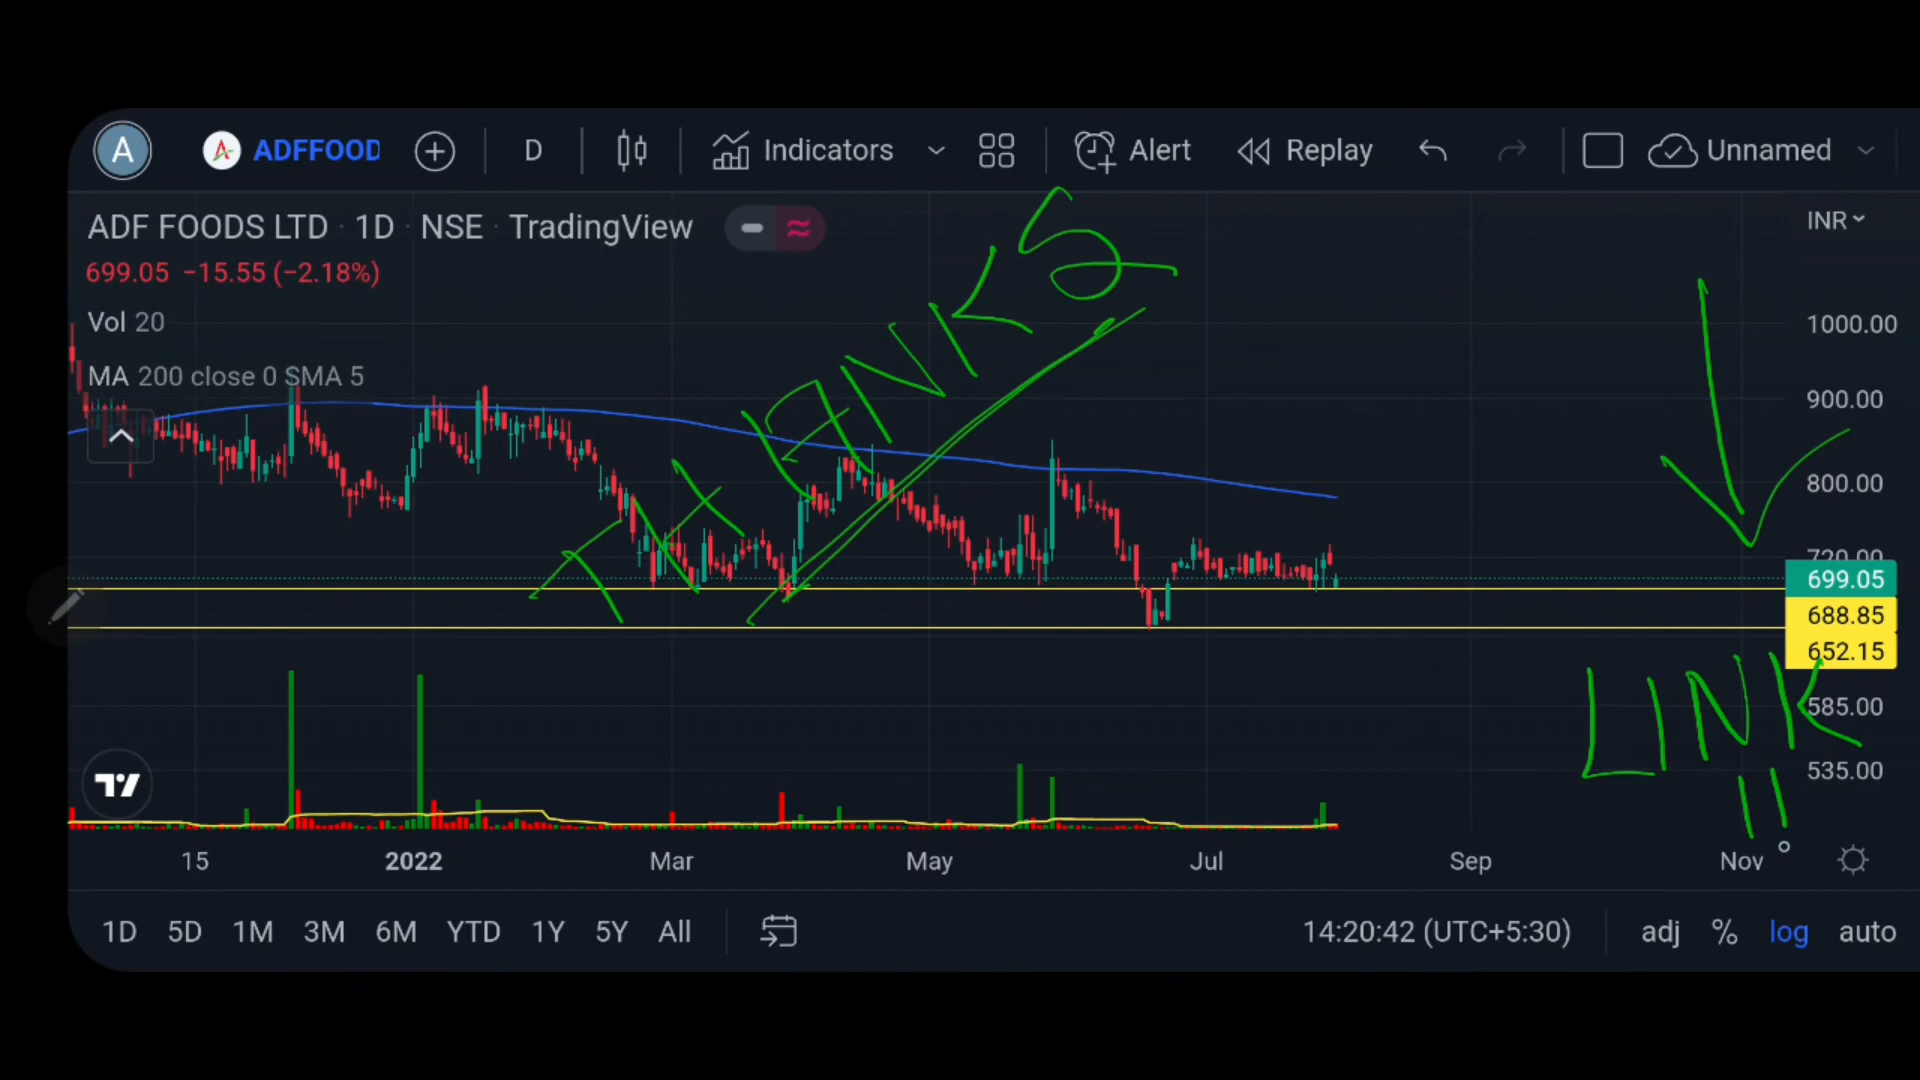 A ADFFOOD D Indicators Alert Replay Unnamed
ADF FOODS LTD · 1D · NSE · TradingView
INR
699.05 −15.55 (−2.18%)
Vol 20
MA 200 close 0 SMA 5
THANKS
1000.00
900.00
800.00
720.00
699.05
688.85
652.15
LINK
585.00
535.00
15 2022 Mar May Jul Sep Nov
1D 5D 1M 3M 6M YTD 1Y 5Y All 14:20:42 (UTC+5:30) adj % log auto